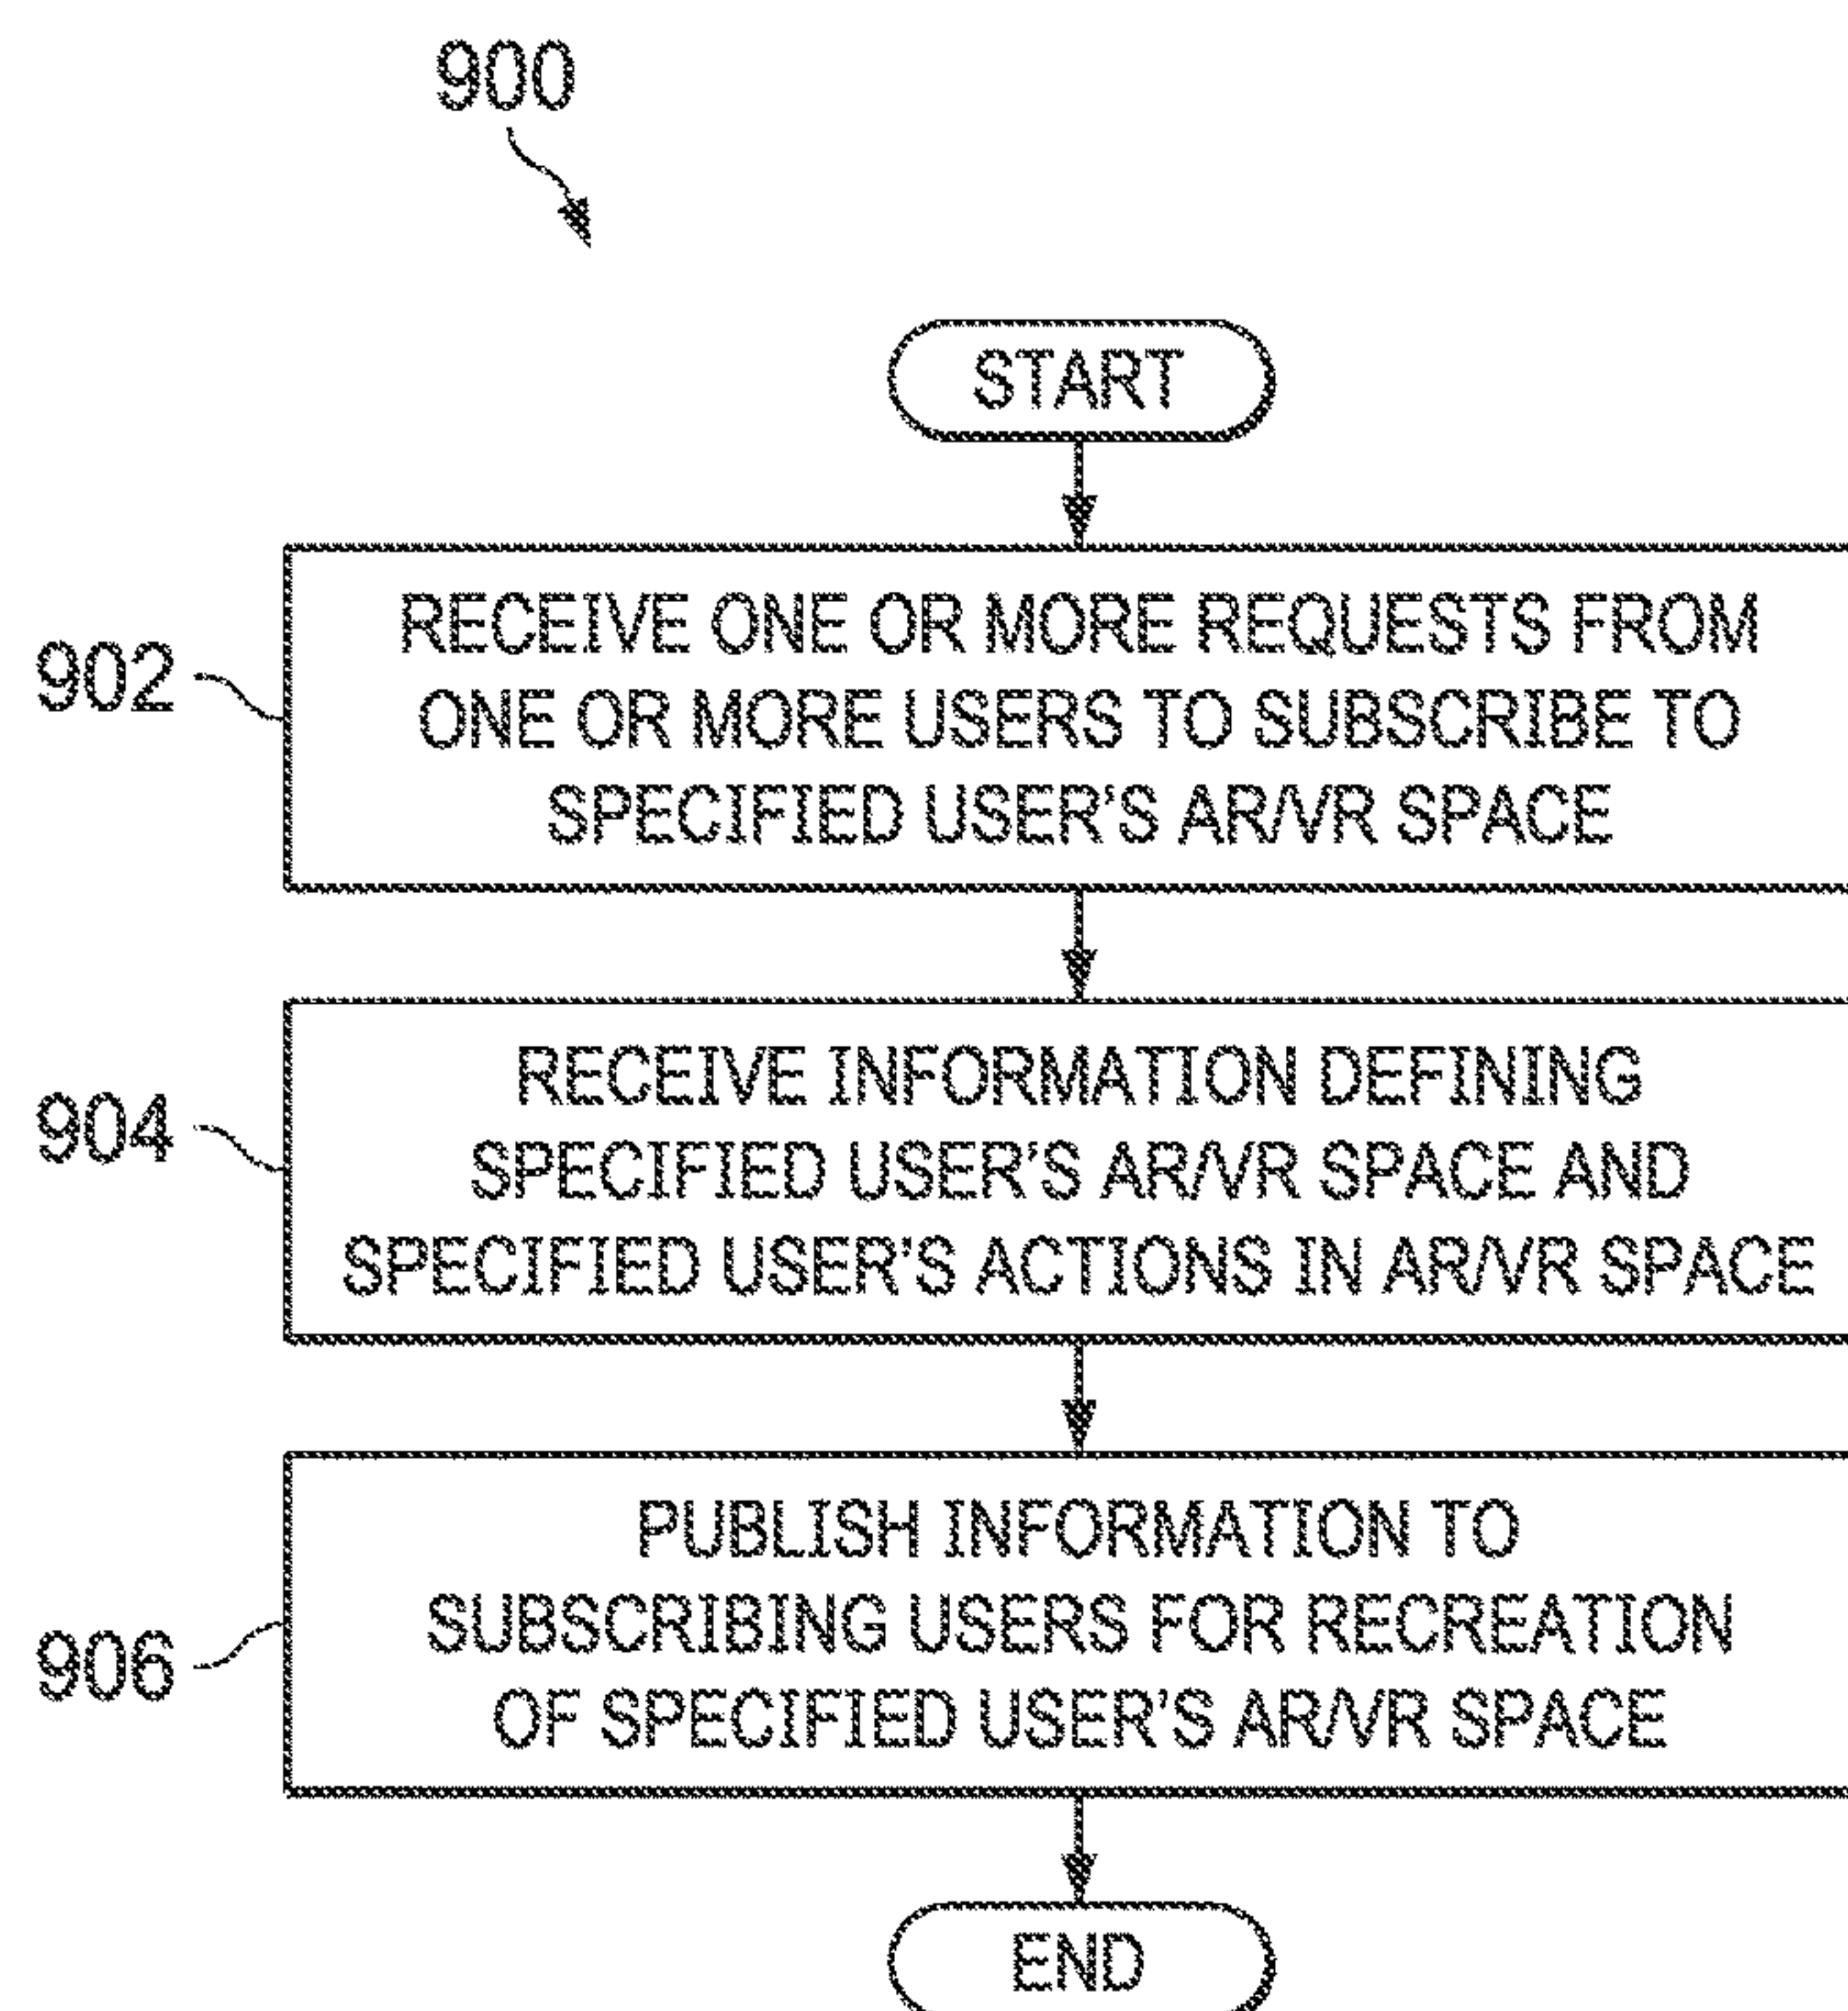 900
START
902
RECEIVE ONE OR MORE REQUESTS FROM
ONE OR MORE USERS TO SUBSCRIBE TO
SPECIFIED USER'S AR/VR SPACE
904
RECEIVE INFORMATION DEFINING
SPECIFIED USER'S AR/VR SPACE AND
SPECIFIED USER'S ACTIONS IN AR/VR SPACE
906
PUBLISH INFORMATION TO
SUBSCRIBING USERS FOR RECREATION
OF SPECIFIED USER'S AR/VR SPACE
END